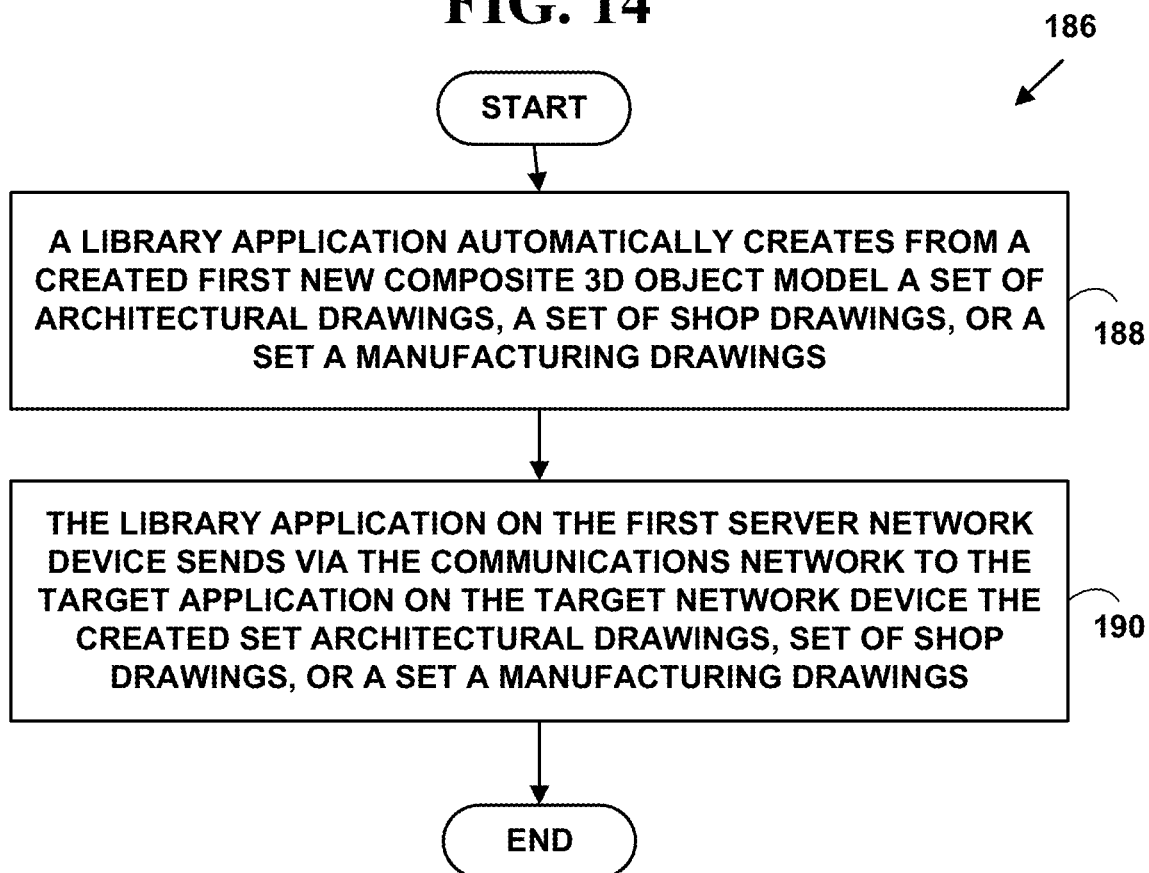 FIG. 14
186
START
A LIBRARY APPLICATION AUTOMATICALLY CREATES FROM A
CREATED FIRST NEW COMPOSITE 3D OBJECT MODEL A SET OF
ARCHITECTURAL DRAWINGS, A SET OF SHOP DRAWINGS, OR A
SET A MANUFACTURING DRAWINGS
188
THE LIBRARY APPLICATION ON THE FIRST SERVER NETWORK
DEVICE SENDS VIA THE COMMUNICATIONS NETWORK TO THE
TARGET APPLICATION ON THE TARGET NETWORK DEVICE THE
CREATED SET ARCHITECTURAL DRAWINGS, SET OF SHOP
DRAWINGS, OR A SET A MANUFACTURING DRAWINGS
190
END